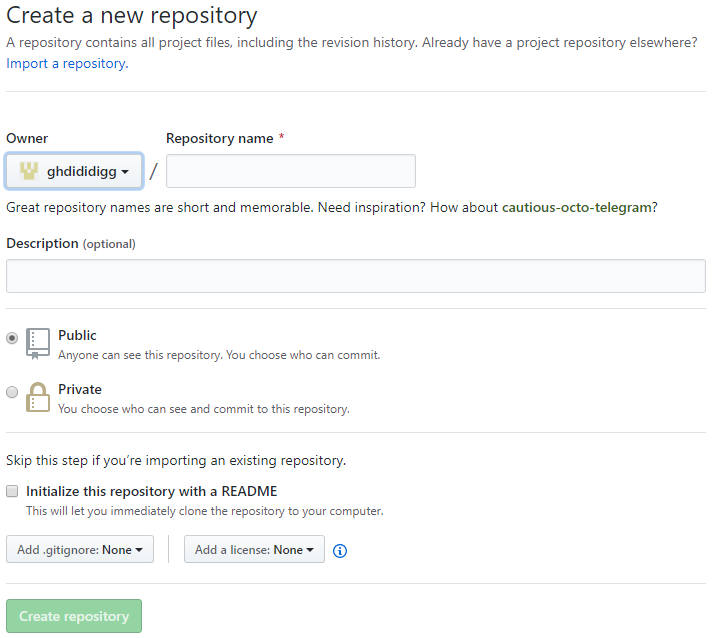 Create a new repository
A repository contains all project files, including the revision history. Already have a project repository elsewhere?
Import a repository.
Owner
Repository name *
ghdididigg
/
Great repository names are short and memorable. Need inspiration? How about cautious-octo-telegram?
Description (optional)
Public
Anyone can see this repository. You choose who can commit.
Private
You choose who can see and commit to this repository.
Skip this step if you’re importing an existing repository.
Initialize this repository with a README
This will let you immediately clone the repository to your computer.
Add .gitignore: None
Add a license: None
Create repository